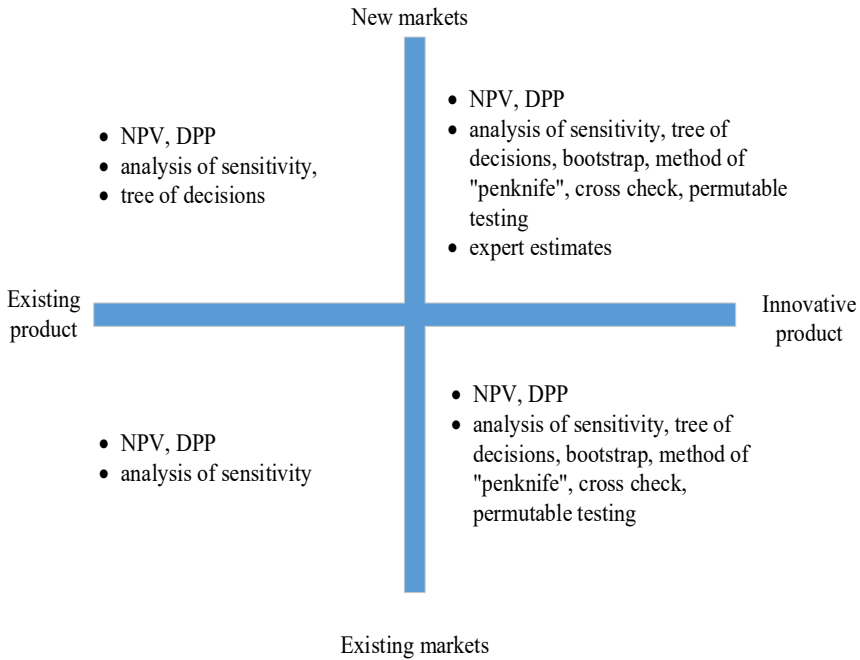 New markets
• NPV, DPP
• analysis of sensitivity,
• tree of decisions
• NPV, DPP
• analysis of sensitivity, tree of
decisions, bootstrap, method of
"penknife", cross check, permutable
testing
• expert estimates
Existing
product
Innovative
product
• NPV, DPP
• analysis of sensitivity
• NPV, DPP
• analysis of sensitivity, tree of
decisions, bootstrap, method of
"penknife", cross check,
permutable testing
Existing markets